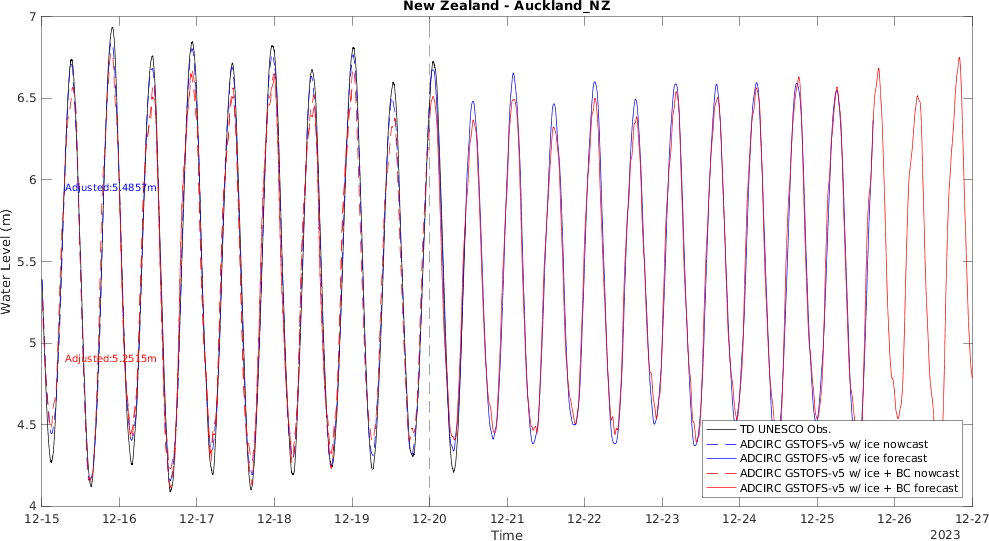 New Zealand - Auckland_NZ
Water Level (m)
7
6.5
6
5.5
5
4.5
4
Adjusted:5.4857m
Adjusted:5.2515m
TD UNESCO Obs.
ADCIRC GSTOFS-v5 w/ ice nowcast
ADCIRC GSTOFS-v5 w/ ice forecast
ADCIRC GSTOFS-v5 w/ ice + BC nowcast
ADCIRC GSTOFS-v5 w/ ice + BC forecast
12-15 12-16 12-17 12-18 12-19 12-20 12-21 12-22 12-23 12-24 12-25 12-26 12-27
Time
2023